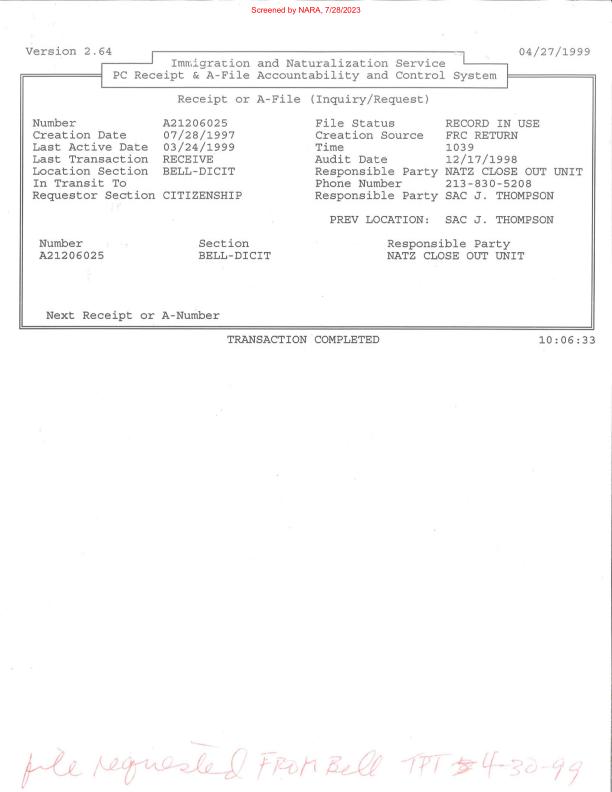 Screened by NARA, 7/28/2023
Version 2.64 04/27/1999
Immigration and Naturalization Service
PC Receipt & A-File Accountability and Control System
Receipt or A-File (Inquiry/Request)
Number A21206025 File Status RECORD IN USE
Creation Date 07/28/1997 Creation Source FRC RETURN
Last Active Date 03/24/1999 Time 1039
Last Transaction RECEIVE Audit Date 12/17/1998
Location Section BELL-DICIT Responsible Party NATZ CLOSE OUT UNIT
In Transit To Phone Number 213-830-5208
Requestor Section CITIZENSHIP Responsible Party SAC J. THOMPSON
PREV LOCATION: SAC J. THOMPSON
Number Section Responsible Party
A21206025 BELL-DICIT NATZ CLOSE OUT UNIT
Next Receipt or A-Number
TRANSACTION COMPLETED 10:06:33
file requested FROM Bell TPT 4-30-99